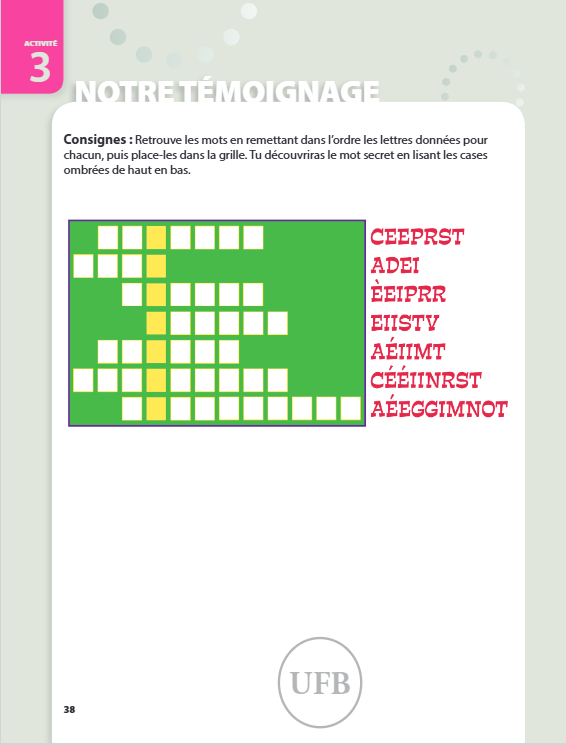 ACTIVITÉ
3
NOTRE TÉMOIGNAGE
Consignes : Retrouve les mots en remettant dans l'ordre les lettres données pour
chacun, puis place-les dans la grille. Tu découvriras le mot secret en lisant les cases
ombrées de haut en bas.
CEEPRST
ADEI
ÈEIPRR
EIISTV
AÉIIMT
CÉÉIINRST
AÉEGGIMNOT
UFB
38